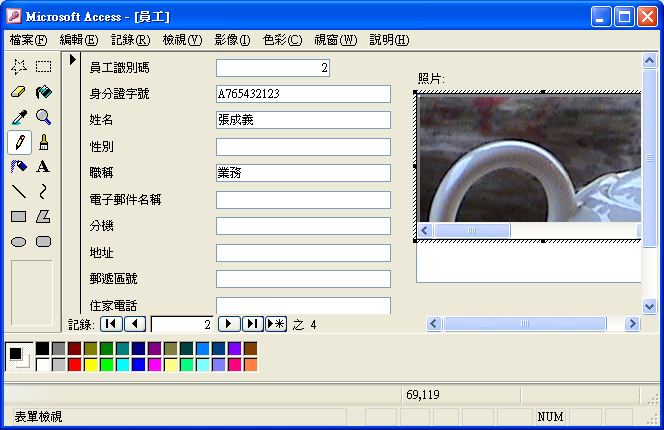 Microsoft Access - [員工]
檔案(F) 編輯(E) 記錄(R) 檢視(V) 影像(I) 色彩(C) 視窗(W) 說明(H)
員工識別碼 2
照片:
身分證字號 A765432123
姓名 張成義
性別
職稱 業務
電子郵件名稱
分機
地址
郵遞區號
住家電話
記錄: 2 之 4
69,119
表單檢視 NUM